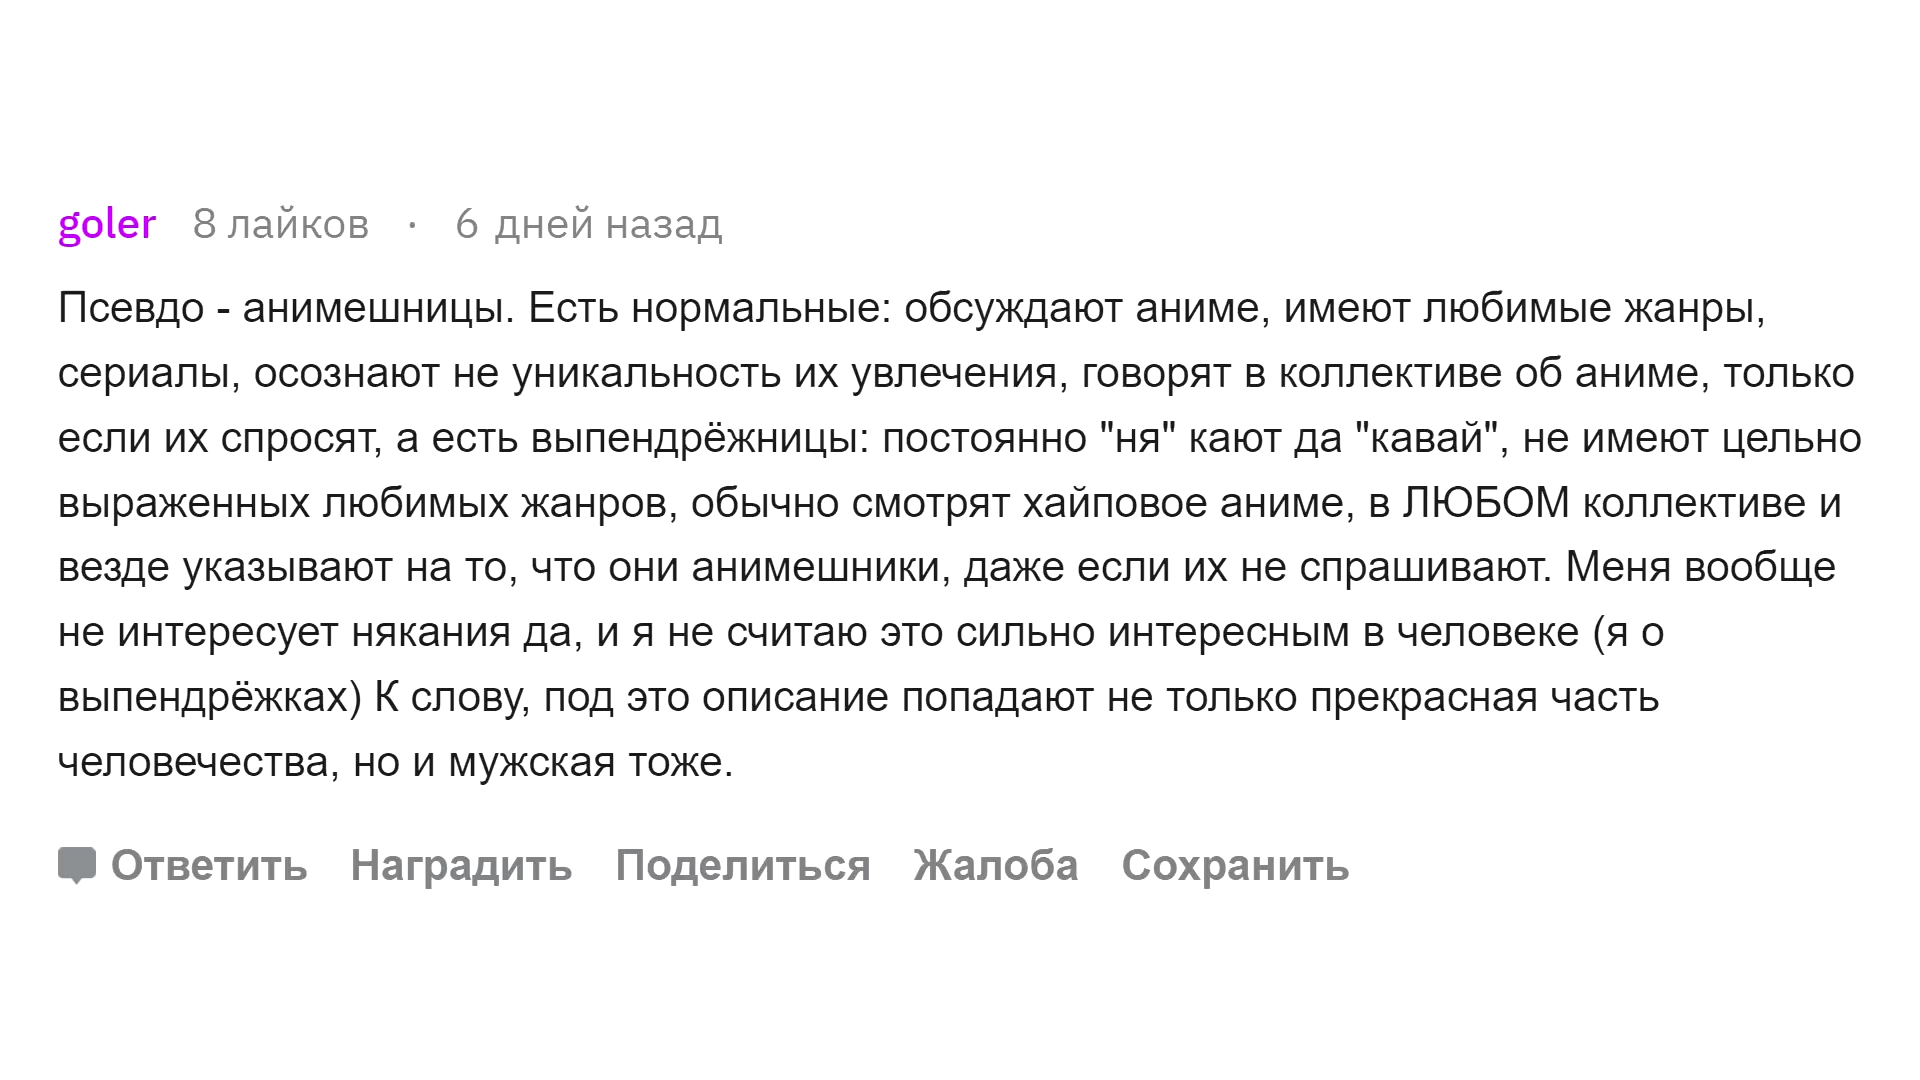 goler 8 лайков · 6 дней назад
Псевдо - анимешницы. Есть нормальные: обсуждают аниме, имеют любимые жанры,
сериалы, осознают не уникальность их увлечения, говорят в коллективе об аниме, только
если их спросят, а есть выпендрёжницы: постоянно "ня" кают да "кавай", не имеют цельно
выраженных любимых жанров, обычно смотрят хайповое аниме, в ЛЮБОМ коллективе и
везде указывают на то, что они анимешники, даже если их не спрашивают. Меня вообще
не интересует някания да, и я не считаю это сильно интересным в человеке (я о
выпендрёжках) К слову, под это описание попадают не только прекрасная часть
человечества, но и мужская тоже.
Ответить Наградить Поделиться Жалоба Сохранить